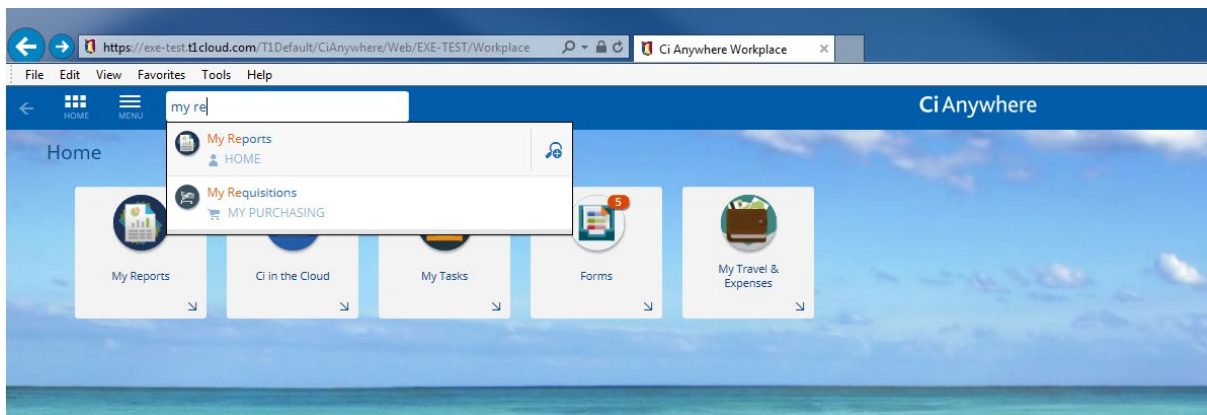 https://exe-test.t1cloud.com/T1Default/CiAnywhere/Web/EXE-TEST/Workplace
Ci Anywhere Workplace
File Edit View Favorites Tools Help
HOME MENU my re Ci Anywhere
Home
My Reports
HOME
My Requisitions
MY PURCHASING
5
My Reports
Ci in the Cloud
My Tasks
Forms
My Travel &
Expenses